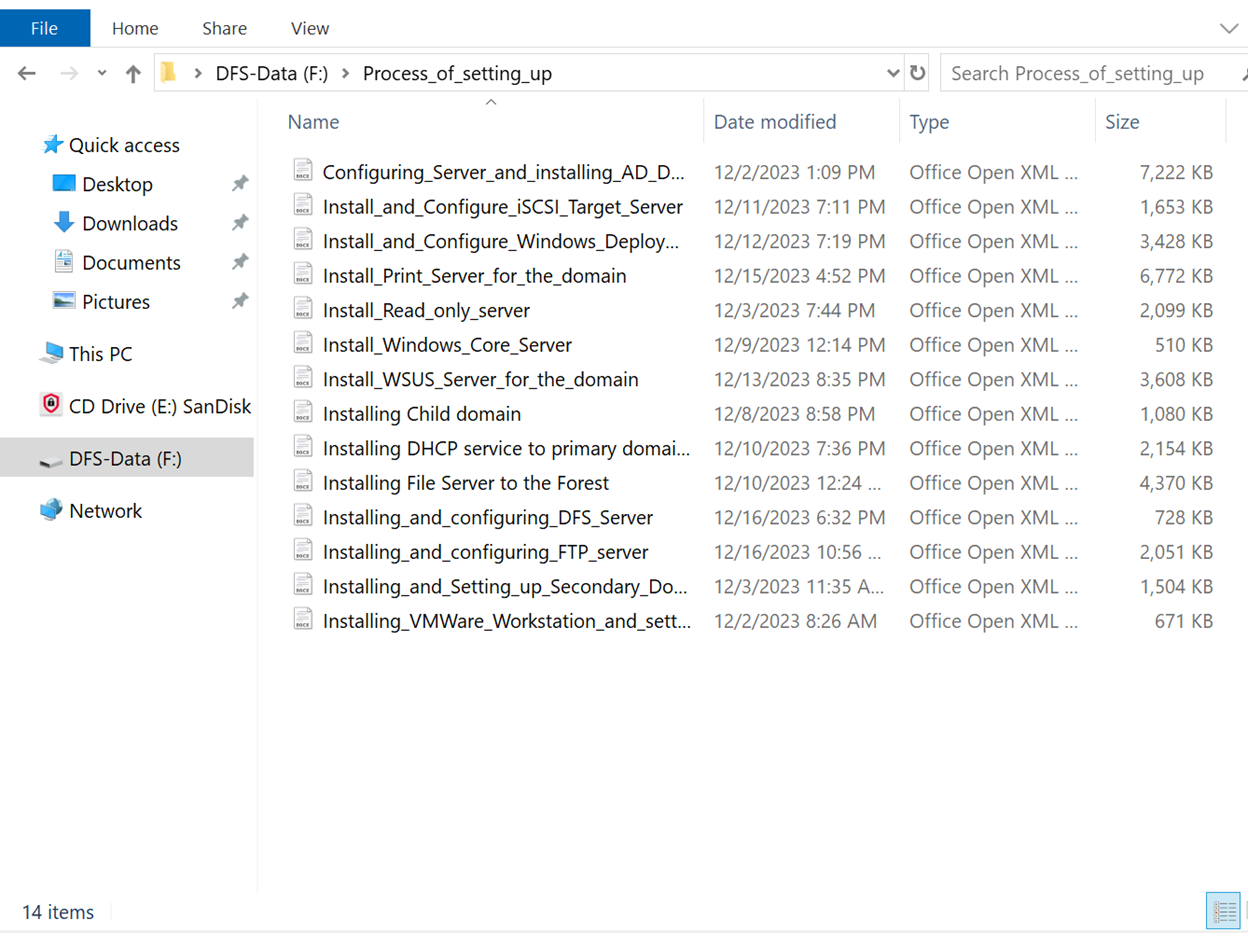 File Home Share View
DFS-Data (F:) Process_of_setting_up Search Process_of_setting_up
Name Date modified Type Size
Quick access
Desktop
Downloads
Documents
Pictures
This PC
CD Drive (E:) SanDisk
DFS-Data (F:)
Network
Configuring_Server_and_installing_AD_D... 12/2/2023 1:09 PM Office Open XML ... 7,222 KB
Install_and_Configure_iSCSI_Target_Server 12/11/2023 7:11 PM Office Open XML ... 1,653 KB
Install_and_Configure_Windows_Deploy... 12/12/2023 7:19 PM Office Open XML ... 3,428 KB
Install_Print_Server_for_the_domain 12/15/2023 4:52 PM Office Open XML ... 6,772 KB
Install_Read_only_server 12/3/2023 7:44 PM Office Open XML ... 2,099 KB
Install_Windows_Core_Server 12/9/2023 12:14 PM Office Open XML ... 510 KB
Install_WSUS_Server_for_the_domain 12/13/2023 8:35 PM Office Open XML ... 3,608 KB
Installing Child domain 12/8/2023 8:58 PM Office Open XML ... 1,080 KB
Installing DHCP service to primary domai... 12/10/2023 7:36 PM Office Open XML ... 2,154 KB
Installing File Server to the Forest 12/10/2023 12:24 ... Office Open XML ... 4,370 KB
Installing_and_configuring_DFS_Server 12/16/2023 6:32 PM Office Open XML ... 728 KB
Installing_and_configuring_FTP_server 12/16/2023 10:56 ... Office Open XML ... 2,051 KB
Installing_and_Setting_up_Secondary_Do... 12/3/2023 11:35 A... Office Open XML ... 1,504 KB
Installing_VMWare_Workstation_and_sett... 12/2/2023 8:26 AM Office Open XML ... 671 KB
14 items